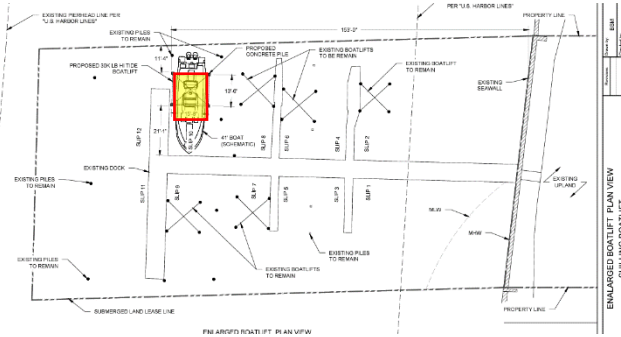 EXISTING PIERHEAD LINE PER
"U.S. HARBOR LINES"
EXISTING PILES
TO REMAIN
PER "U.S. HARBOR LINES"
PROPERTY LINE
153'-2"
11'-4"
PROPOSED
CONCRETE PILE
EXISTING BOATLIFTS
TO BE REMAIN
EXISTING BOATLIFT
TO REMAIN
PROPOSED 30K LB HI TIDE
BOATLIFT
EXISTING
SEAWALL
21'-1"
41' BOAT
(SCHEMATIC)
SLIP 12
SLIP 10
SLIP 8
SLIP 6
SLIP 4
SLIP 2
EXISTING DOCK
EXISTING PILES
TO REMAIN
SLIP 11
SLIP 9
SLIP 7
SLIP 5
SLIP 3
SLIP 1
EXISTING
UPLAND
MLW
MHW
EXISTING PILES
TO REMAIN
EXISTING PILES
TO REMAIN
EXISTING BOATLIFTS
TO REMAIN
SUBMERGED LAND LEASE LINE
PROPERTY LINE
ENLARGED BOATLIFT PLAN VIEW
ENALARGED BOATLIFT PLAN VIEW